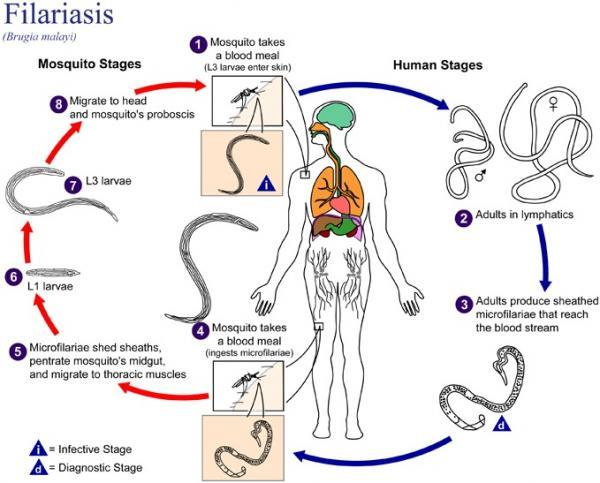 Filariasis
(Brugia malayi)
Mosquito Stages
Human Stages
1 Mosquito takes
a blood meal
(L3 larvae enter skin)
i
♂
♀
2 Adults in lymphatics
3 Adults produce sheathed
microfilariae that reach
the blood stream
d
4 Mosquito takes
a blood meal
(ingests microfilariae)
5 Microfilariae shed sheaths,
pentrate mosquito's midgut,
and migrate to thoracic muscles
6
L1 larvae
7 L3 larvae
8 Migrate to head
and mosquito's proboscis
i = Infective Stage
d = Diagnostic Stage